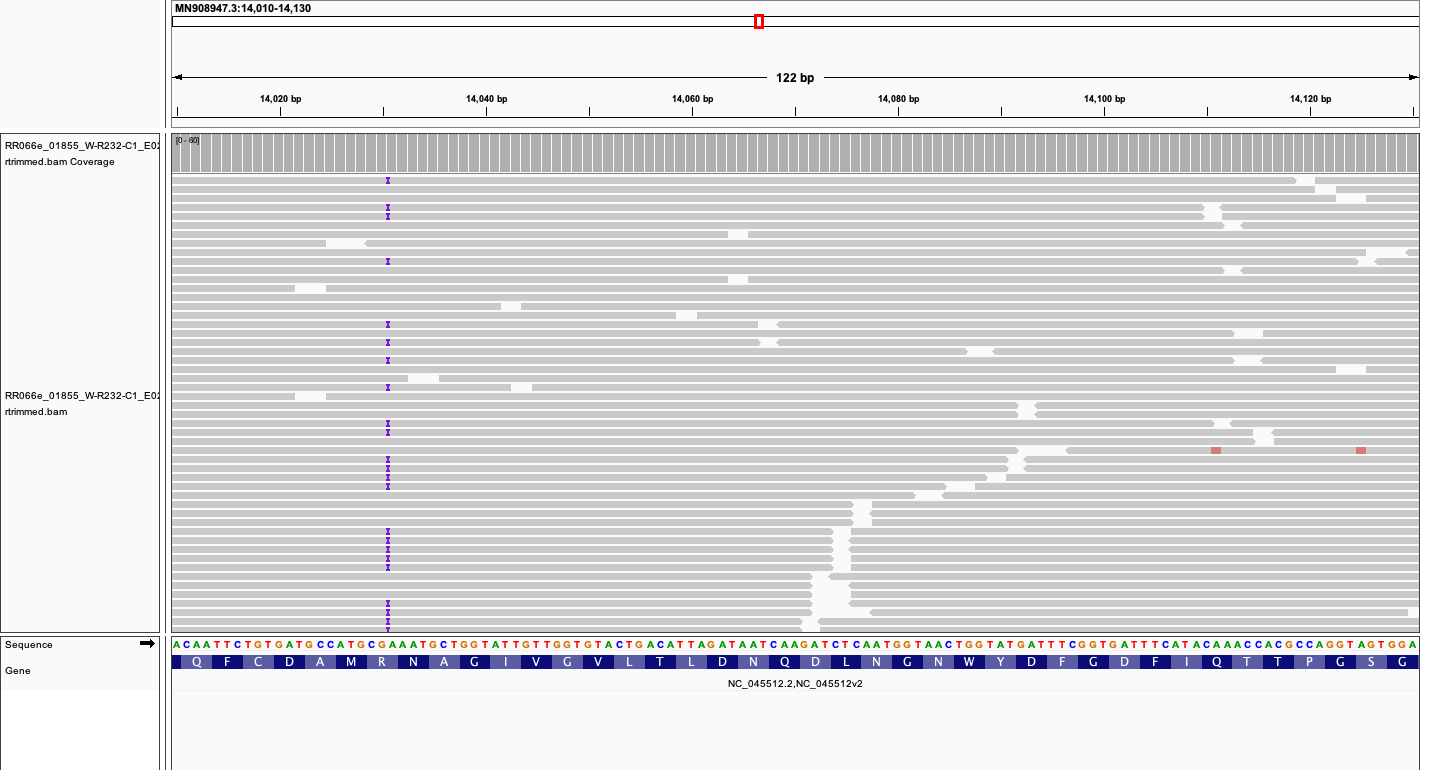 MN908947.3:14,010-14,130
122 bp
14,020 bp 14,040 bp 14,060 bp 14,080 bp 14,100 bp 14,120 bp
RR066e_01855_W-R232-C1_E02
rtrimmed.bam Coverage
[0 - 60]
RR066e_01855_W-R232-C1_E02
rtrimmed.bam
Sequence
ACAATTCTGTGATGCCATGCGAAATGCTGGTATTGTTGGTGTACTGACATTAGATAATCAAGATCTCAATGGTAACTGGTATGATTTCGGTGATTTCATACAAACCACGCCAGGTAGTGGA
Gene
Q F C D A M R N A G I V G V L T L D N Q D L N G N W Y D F G D F I Q T T P G S G
NC_045512.2,NC_045512v2